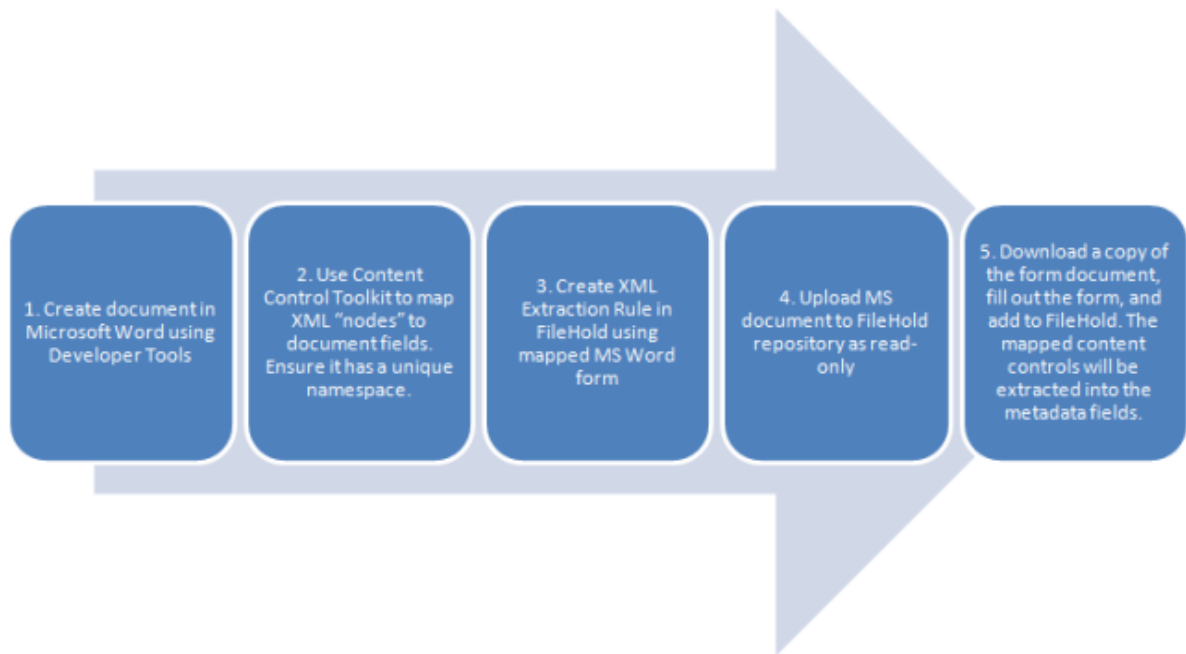 1. Create document in
Microsoft Word using
Developer Tools
2. Use Content
Control Toolkit to map
XML “nodes” to
document fields.
Ensure it has a unique
namespace.
3. Create XML
Extraction Rule in
FileHold using
mapped MS Word
form
4. Upload MS
document to FileHold
repository as read-
only
5. Download a copy of
the form document,
fill out the form, and
add to FileHold. The
mapped content
controls will be
extracted into the
metadata fields.